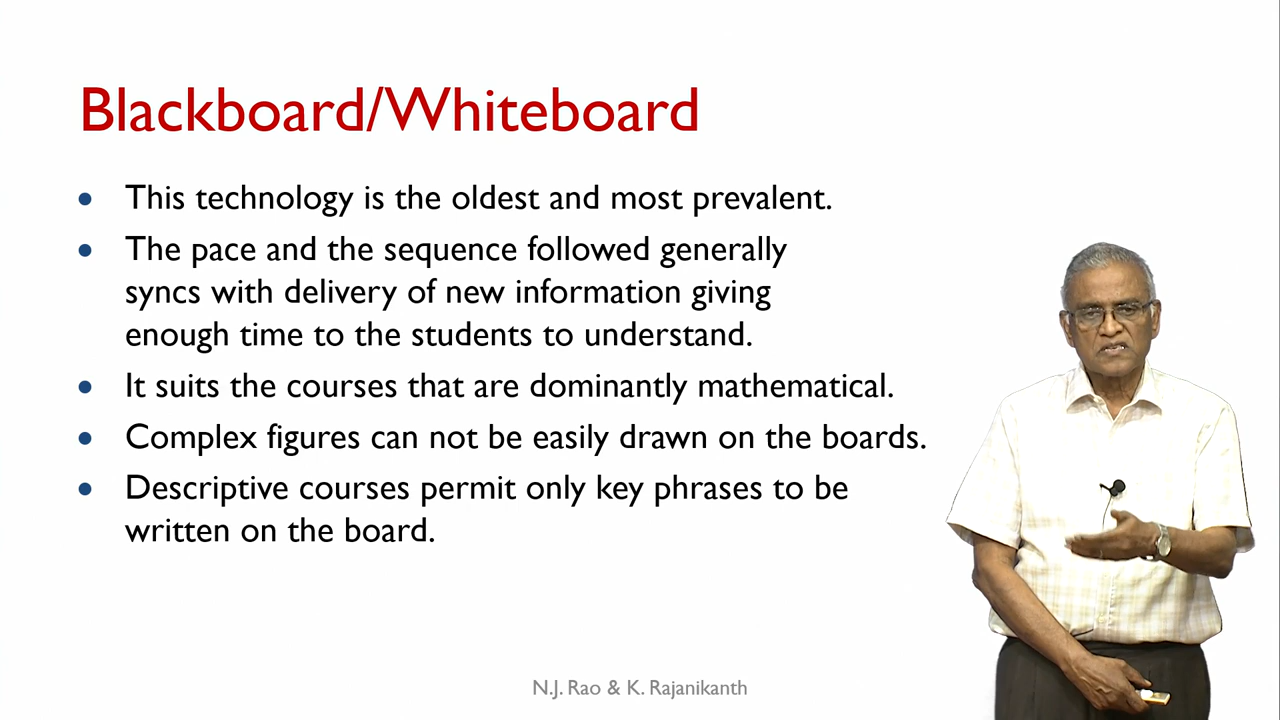 Blackboard/Whiteboard
• This technology is the oldest and most prevalent.
• The pace and the sequence followed generally
syncs with delivery of new information giving
enough time to the students to understand.
• It suits the courses that are dominantly mathematical.
• Complex figures can not be easily drawn on the boards.
• Descriptive courses permit only key phrases to be
written on the board.
N.J. Rao & K. Rajanikanth